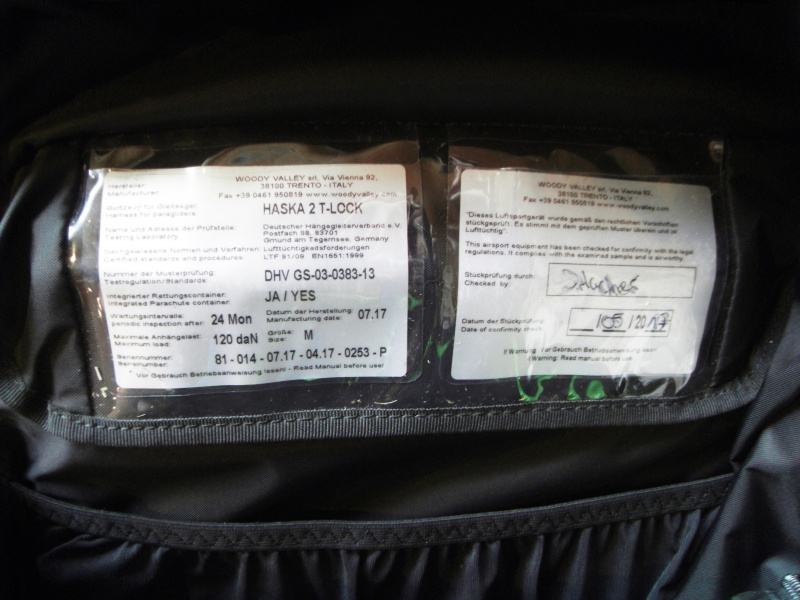 WOODY VALLEY srl, Via Vienna 92,
38100 TRENTO - ITALY
Fax +39 0461 950819 www.woodyvalley.com
Hersteller:
Manufacturer:
Gurtzeug für Gleitsegel
Harness for paragliders
HASKA 2 T-LOCK
Name und Adresse der Prüfstelle:
Testing Laboratory
Deutscher Hängegleiterverband e.V.
Postfach 88, 83701
Gmund am Tegernsee, Germany
Nachgewiesene Normen und Verfahren:
Certified standards and procedures:
Lufttüchtigkeitsforderungen
LTF 91/09 EN1651:1999
Nummer der Musterprüfung:
Testregulation/Standards:
DHV GS-03-0383-13
Integrierter Rettungscontainer:
Integrated Parachute container:
JA / YES
Wartungsintervalle:
periodic inspection after:
24 Mon
Datum der Herstellung:
Manufacturing date:
07.17
Maximale Anhängelast:
Maximum load:
120 daN
Größe:
Size:
M
Seriennummer:
Serialnumber:
81 - 014 - 07.17 - 04.17 - 0253 - P
Vor Gebrauch Betriebsanweisung lesen! - Read Manual before use!
WOODY VALLEY srl, Via Vienna 92,
38100 TRENTO - ITALY
Fax +39 0461 950819 www.woodyvalley.com
"Dieses Luftsportgerät wurde gemäß den rechtlichen Vorschriften
stückgeprüft. Es stimmt mit dem geprüften Muster überein und ist
Lufttüchtig".
This airport equipment has been checked for confirmity with the legal
regulations. It complies with the examined sample and is airworthy.
Stückprüfung durch:
Checked by
Datum der Stückprüfung
Date of confirmity check
/05/2017
!! Warnung: Vor Gebrauch Betriebsanweisung lesen!
!! Warning: Read manual before use!